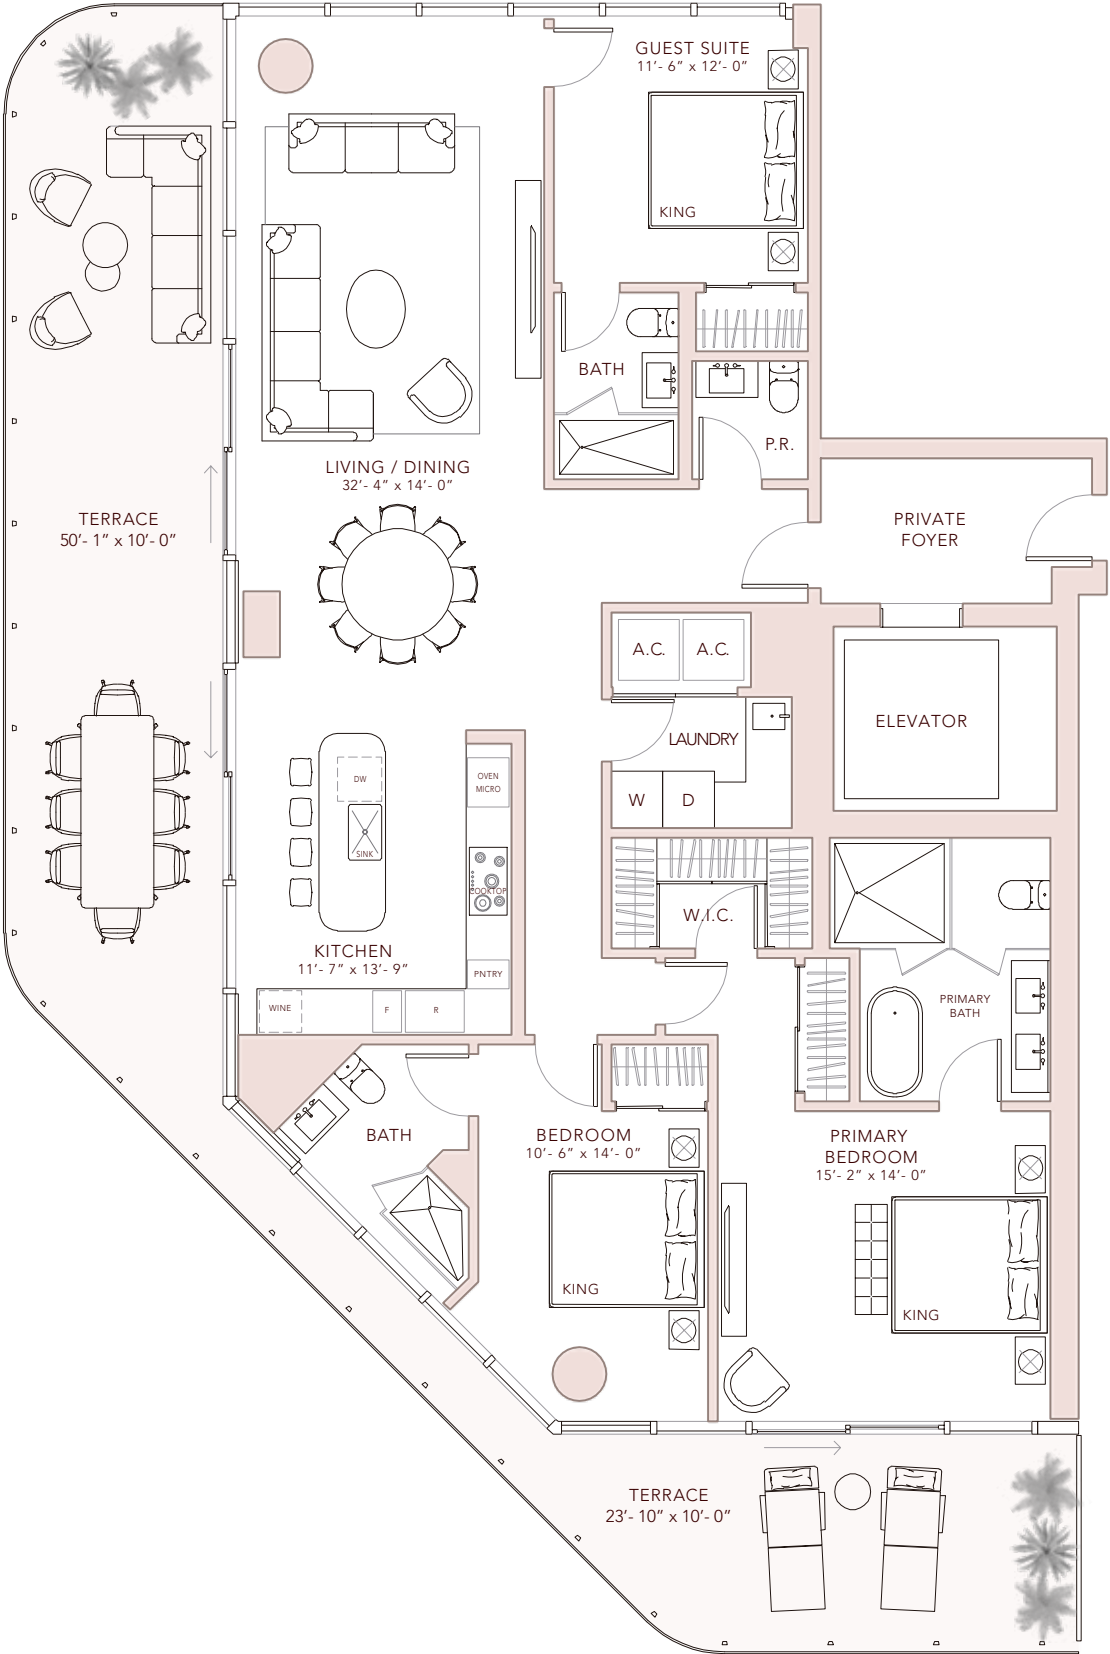 GUEST SUITE
11'- 6" x 12'- 0"
KING
BATH
P.R.
LIVING / DINING
32'- 4" x 14'- 0"
TERRACE
50'- 1" x 10'- 0"
PRIVATE
FOYER
A.C.
A.C.
ELEVATOR
LAUNDRY
W
D
OVEN
MICRO
DW
SINK
COOKTOP
W.I.C.
KITCHEN
11'- 7" x 13'- 9"
PNTRY
WINE
F
R
PRIMARY
BATH
BATH
BEDROOM
10'- 6" x 14'- 0"
PRIMARY
BEDROOM
15'- 2" x 14'- 0"
KING
KING
TERRACE
23'- 10" x 10'- 0"